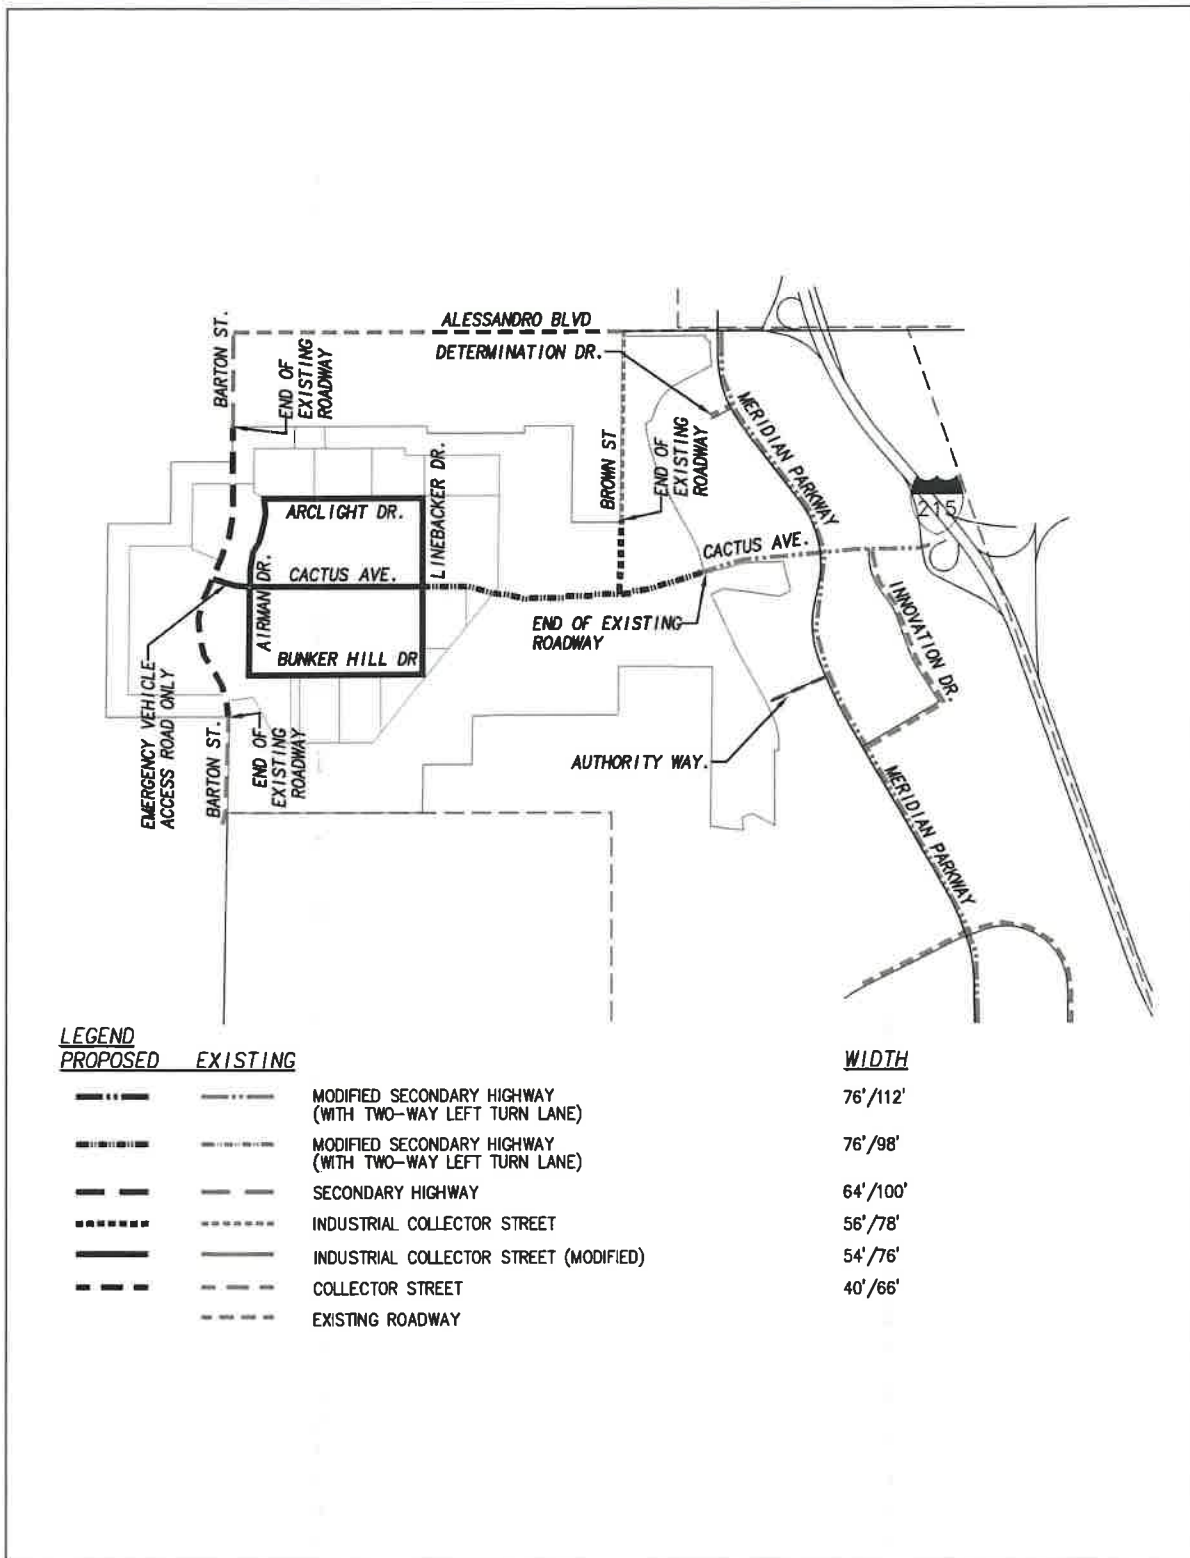 ALESSANDRO BLVD
DETERMINATION DR.
BARTON ST.
END OF
EXISTING
ROADWAY
MERIDIAN PARKWAY
BROWN ST
END OF
EXISTING
ROADWAY
LINEBACKER DR.
ARCLIGHT DR.
215
CACTUS AVE.
CACTUS AVE.
AIRMAN DR.
INNOVATION DR.
END OF EXISTING
ROADWAY
BUNKER HILL DR
EMERGENCY VEHICLE
ACCESS ROAD ONLY
BARTON ST.
END OF
EXISTING
ROADWAY
AUTHORITY WAY.
MERIDIAN PARKWAY
LEGEND
PROPOSED EXISTING WIDTH
MODIFIED SECONDARY HIGHWAY 76'/112'
(WITH TWO-WAY LEFT TURN LANE)
MODIFIED SECONDARY HIGHWAY 76'/98'
(WITH TWO-WAY LEFT TURN LANE)
SECONDARY HIGHWAY 64'/100'
INDUSTRIAL COLLECTOR STREET 56'/78'
INDUSTRIAL COLLECTOR STREET (MODIFIED) 54'/76'
COLLECTOR STREET 40'/66'
EXISTING ROADWAY